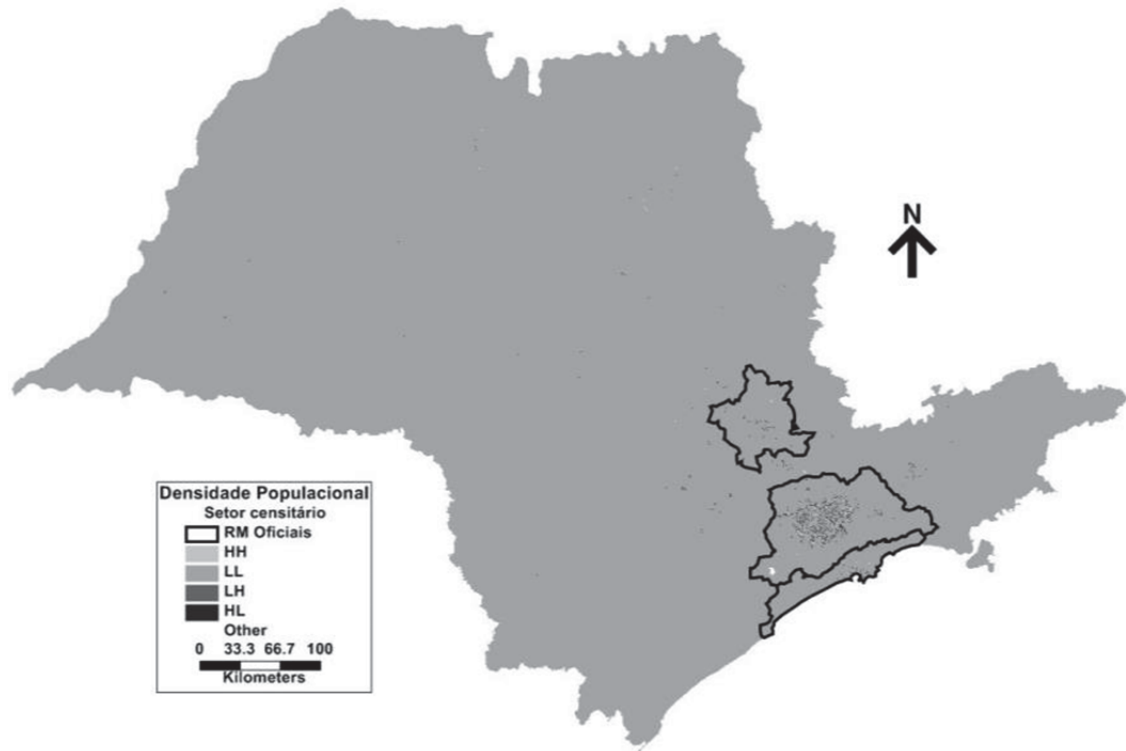 N
Densidade Populacional
Setor censitário
RM Oficiais
HH
LL
LH
HL
Other
0 33.3 66.7 100
Kilometers